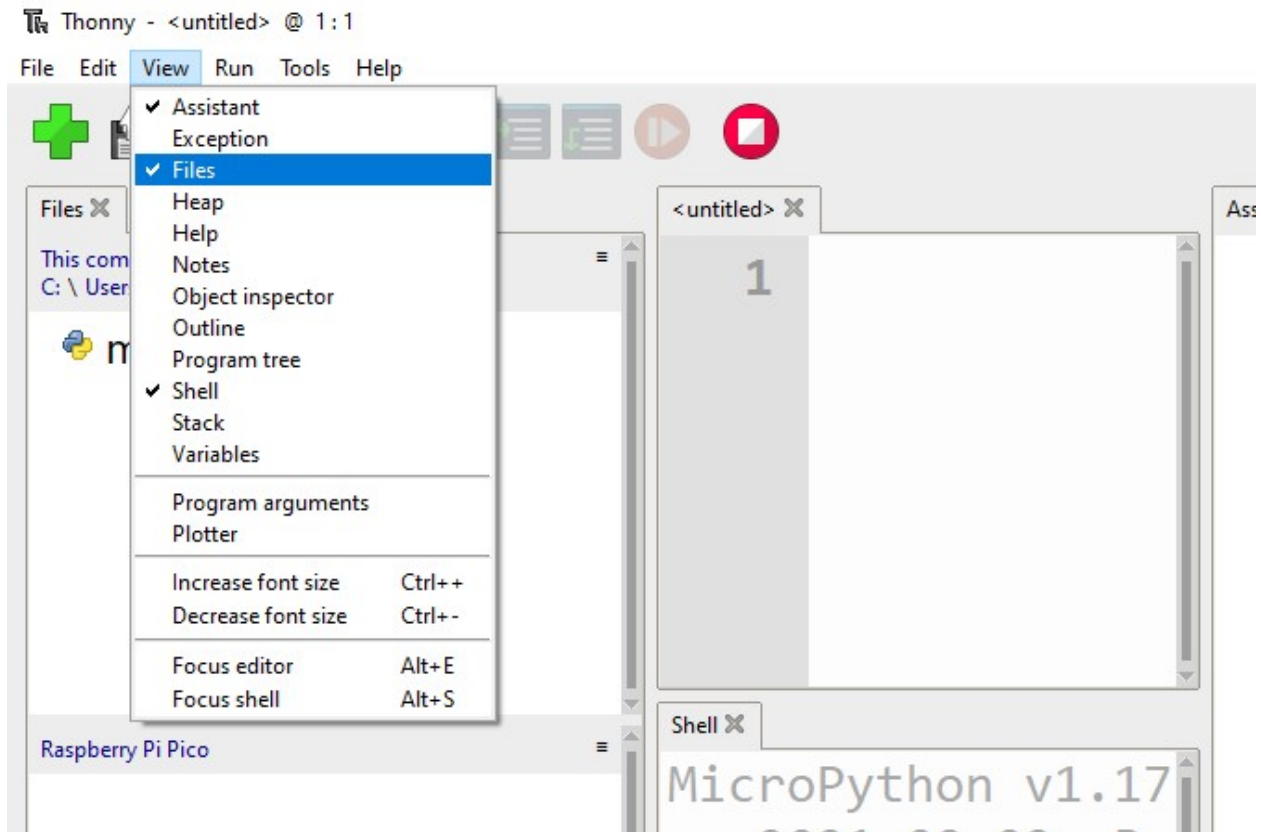 Thonny - <untitled> @ 1:1
File Edit View Run Tools Help
✓ Assistant
Exception
✓ Files
Heap
Help
Notes
Object inspector
Outline
Program tree
✓ Shell
Stack
Variables
Program arguments
Plotter
Increase font size Ctrl++
Decrease font size Ctrl+-
Focus editor Alt+E
Focus shell Alt+S
Files
This com
C: \ User
m
Raspberry Pi Pico
<untitled>
1
Shell
MicroPython v1.17
Ass